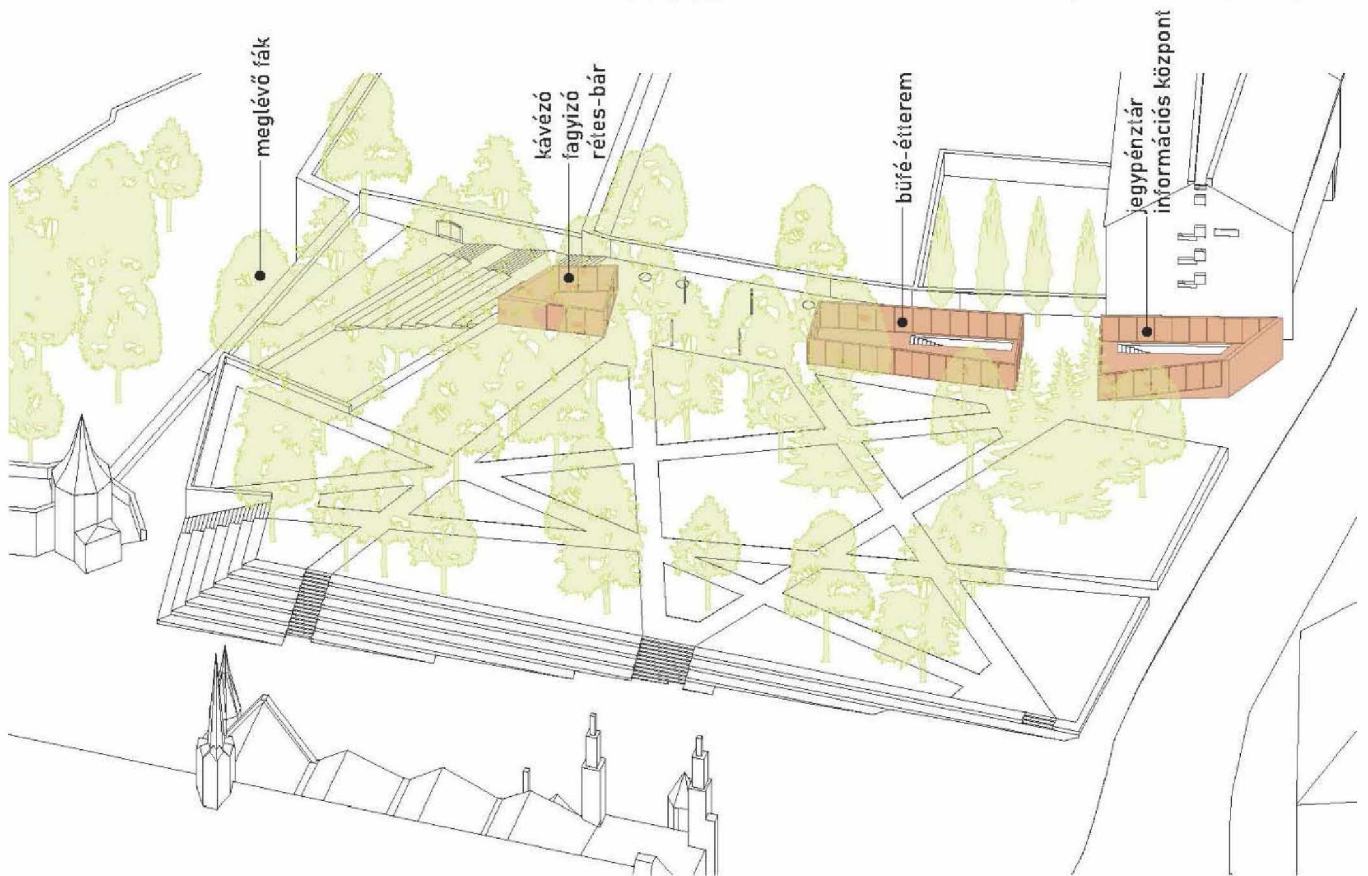 meglévő fák
kávézó
fagyizó
rétes-bár
büfé-étterem
jegypénztár
információs központ